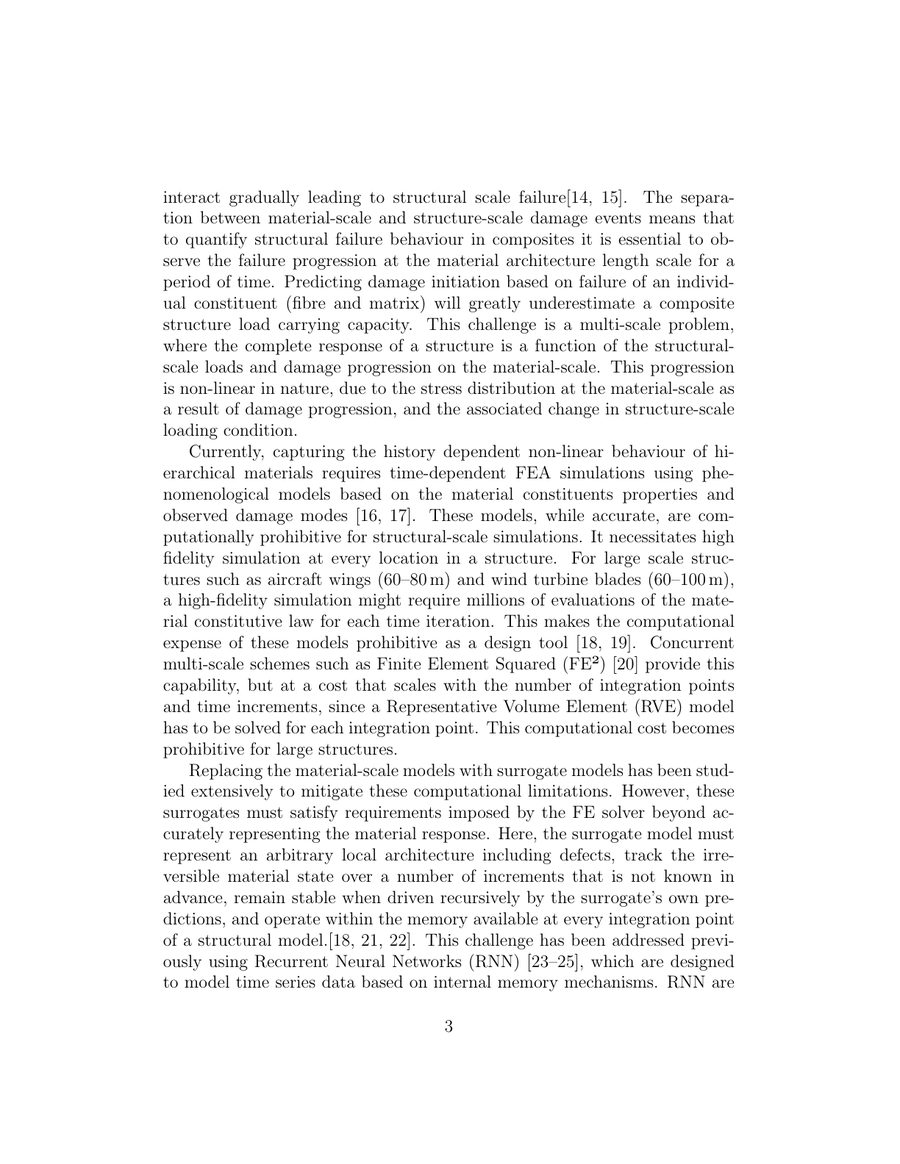 interact gradually leading to structural scale failure[14, 15]. The separa-
tion between material-scale and structure-scale damage events means that
to quantify structural failure behaviour in composites it is essential to ob-
serve the failure progression at the material architecture length scale for a
period of time. Predicting damage initiation based on failure of an individ-
ual constituent (fibre and matrix) will greatly underestimate a composite
structure load carrying capacity. This challenge is a multi-scale problem,
where the complete response of a structure is a function of the structural-
scale loads and damage progression on the material-scale. This progression
is non-linear in nature, due to the stress distribution at the material-scale as
a result of damage progression, and the associated change in structure-scale
loading condition.
Currently, capturing the history dependent non-linear behaviour of hi-
erarchical materials requires time-dependent FEA simulations using phe-
nomenological models based on the material constituents properties and
observed damage modes [16, 17]. These models, while accurate, are com-
putationally prohibitive for structural-scale simulations. It necessitates high
fidelity simulation at every location in a structure. For large scale struc-
tures such as aircraft wings (60–80 m) and wind turbine blades (60–100 m),
a high-fidelity simulation might require millions of evaluations of the mate-
rial constitutive law for each time iteration. This makes the computational
expense of these models prohibitive as a design tool [18, 19]. Concurrent
multi-scale schemes such as Finite Element Squared (FE²) [20] provide this
capability, but at a cost that scales with the number of integration points
and time increments, since a Representative Volume Element (RVE) model
has to be solved for each integration point. This computational cost becomes
prohibitive for large structures.
Replacing the material-scale models with surrogate models has been stud-
ied extensively to mitigate these computational limitations. However, these
surrogates must satisfy requirements imposed by the FE solver beyond ac-
curately representing the material response. Here, the surrogate model must
represent an arbitrary local architecture including defects, track the irre-
versible material state over a number of increments that is not known in
advance, remain stable when driven recursively by the surrogate's own pre-
dictions, and operate within the memory available at every integration point
of a structural model.[18, 21, 22]. This challenge has been addressed previ-
ously using Recurrent Neural Networks (RNN) [23–25], which are designed
to model time series data based on internal memory mechanisms. RNN are
3